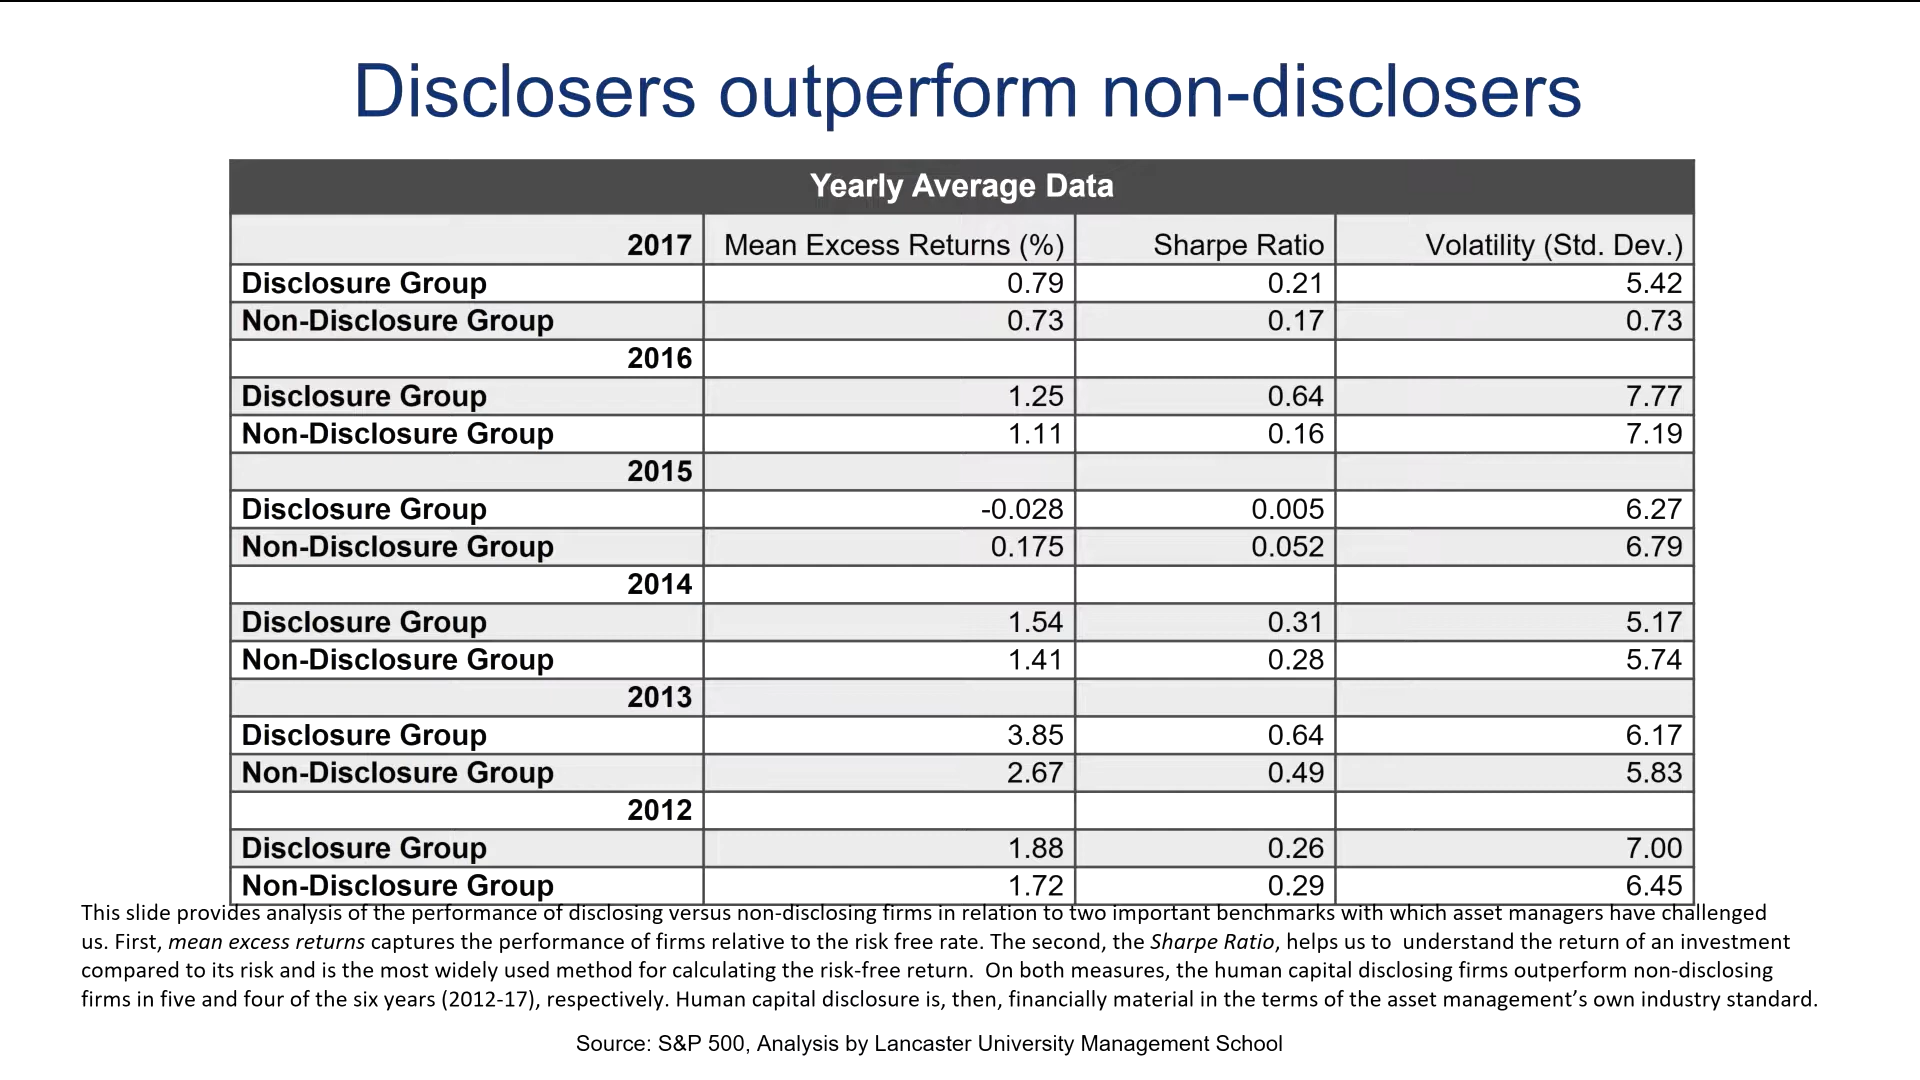 Disclosers outperform non-disclosers
Yearly Average Data
2017 Mean Excess Returns (%) Sharpe Ratio Volatility (Std. Dev.)
Disclosure Group 0.79 0.21 5.42
Non-Disclosure Group 0.73 0.17 0.73
2016
Disclosure Group 1.25 0.64 7.77
Non-Disclosure Group 1.11 0.16 7.19
2015
Disclosure Group -0.028 0.005 6.27
Non-Disclosure Group 0.175 0.052 6.79
2014
Disclosure Group 1.54 0.31 5.17
Non-Disclosure Group 1.41 0.28 5.74
2013
Disclosure Group 3.85 0.64 6.17
Non-Disclosure Group 2.67 0.49 5.83
2012
Disclosure Group 1.88 0.26 7.00
Non-Disclosure Group 1.72 0.29 6.45
This slide provides analysis of the performance of disclosing versus non-disclosing firms in relation to two important benchmarks with which asset managers have challenged
us. First, mean excess returns captures the performance of firms relative to the risk free rate. The second, the Sharpe Ratio, helps us to understand the return of an investment
compared to its risk and is the most widely used method for calculating the risk-free return. On both measures, the human capital disclosing firms outperform non-disclosing
firms in five and four of the six years (2012-17), respectively. Human capital disclosure is, then, financially material in the terms of the asset management’s own industry standard.
Source: S&P 500, Analysis by Lancaster University Management School